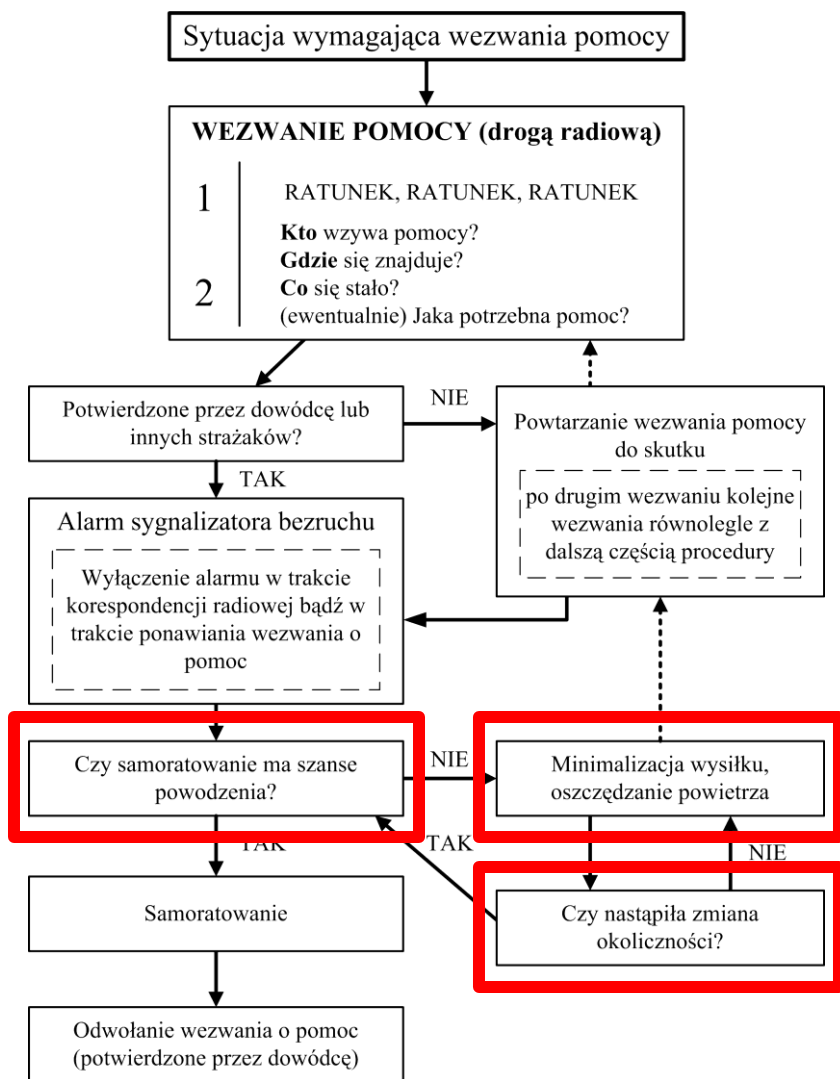 Sytuacja wymagająca wezwania pomocy
WEZWANIE POMOCY (drogą radiową)
1
RATUNEK, RATUNEK, RATUNEK
2
Kto wzywa pomocy?
Gdzie się znajduje?
Co się stało?
(ewentualnie) Jaka potrzebna pomoc?
Potwierdzone przez dowódcę lub
innych strażaków?
NIE
Powtarzanie wezwania pomocy
do skutku
po drugim wezwaniu kolejne
wezwania równolegle z
dalszą częścią procedury
TAK
Alarm sygnalizatora bezruchu
Wyłączenie alarmu w trakcie
korespondencji radiowej bądź w
trakcie ponawiania wezwania o
pomoc
Czy samoratowanie ma szanse
powodzenia?
NIE
Minimalizacja wysiłku,
oszczędzanie powietrza
TAK
TAK
NIE
Samoratowanie
Czy nastąpiła zmiana
okoliczności?
Odwołanie wezwania o pomoc
(potwierdzone przez dowódcę)